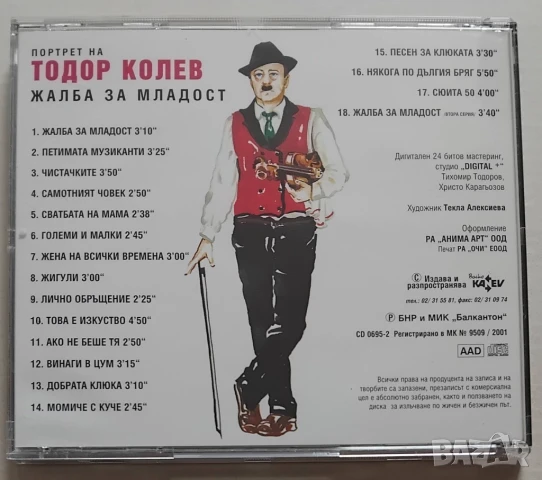 ПОРТРЕТ НА
ТОДОР КОЛЕВ
ЖАЛБА ЗА МЛАДОСТ
1. ЖАЛБА ЗА МЛАДОСТ 3'10"
2. ПЕТИМАТА МУЗИКАНТИ 3'25"
3. ЧИСТАЧКИТЕ 3'50"
4. САМОТНИЯТ ЧОВЕК 2'50"
5. СВАТБАТА НА МАМА 2'38"
6. ГОЛЕМИ И МАЛКИ 2'45"
7. ЖЕНА НА ВСИЧКИ ВРЕМЕНА 3'00"
8. ЖИГУЛИ 3'00"
9. ЛИЧНО ОБРЪЩЕНИЕ 2'25"
10. ТОВА Е ИЗКУСТВО 4'50"
11. АКО НЕ БЕШЕ ТЯ 2'50"
12. ВИНАГИ В ЦУМ 3'15"
13. ДОБРАТА КЛЮКА 3'10"
14. МОМИЧЕ С КУЧЕ 2'45"
15. ПЕСЕН ЗА КЛЮКАТА 3'30"
16. НЯКОГА ПО ДЪЛГИЯ БРЯГ 5'50"
17. СЮИТА 50 4'00"
18. ЖАЛБА ЗА МЛАДОСТ (ВТОРА СЕРИЯ) 3'40"
Дигитален 24 битов мастеринг,
студио „DIGITAL +"
Тихомир Тодоров,
Христо Карагьозов
Художник Текла Алексиева
Оформление
РА „АНИМА АРТ" ООД
Печат РА „ОЧИ" ЕООД
© Издава и
разпространява
тел.: 02/ 31 55 81, факс: 02/ 31 09 74
℗ БНР и МИК „Балкантон"
CD 0695-2 Регистрирано в МК № 9509 / 2001
AAD
Всички права на продуцента на записа и на
творбите са запазени, презаписът с комерсиална
цел е абсолютно забранен, както и ползването на
диска за излъчване по жичен и безжичен път.
БАZАР